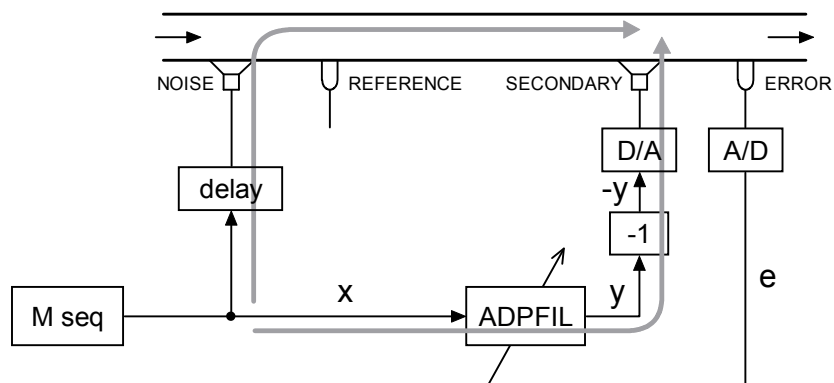 NOISE
REFERENCE
SECONDARY
ERROR
D/A
A/D
delay
-y
-1
x
y
e
M seq
ADPFIL